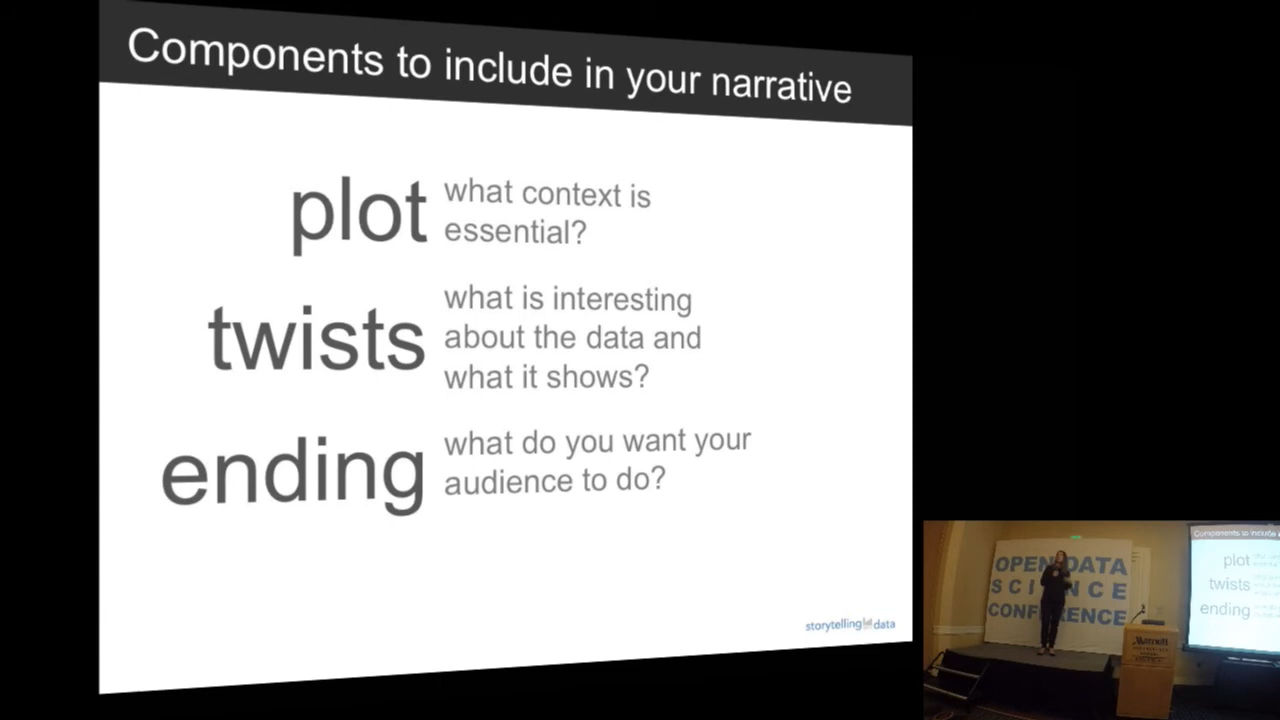 Components to include in your narrative
plot
what context is
essential?
twists
what is interesting
about the data and
what it shows?
ending
what do you want your
audience to do?
storytelling data
OPEN DATA
SCIENCE
CONFERENCE
Marriott
Components to include
plot
twists
ending